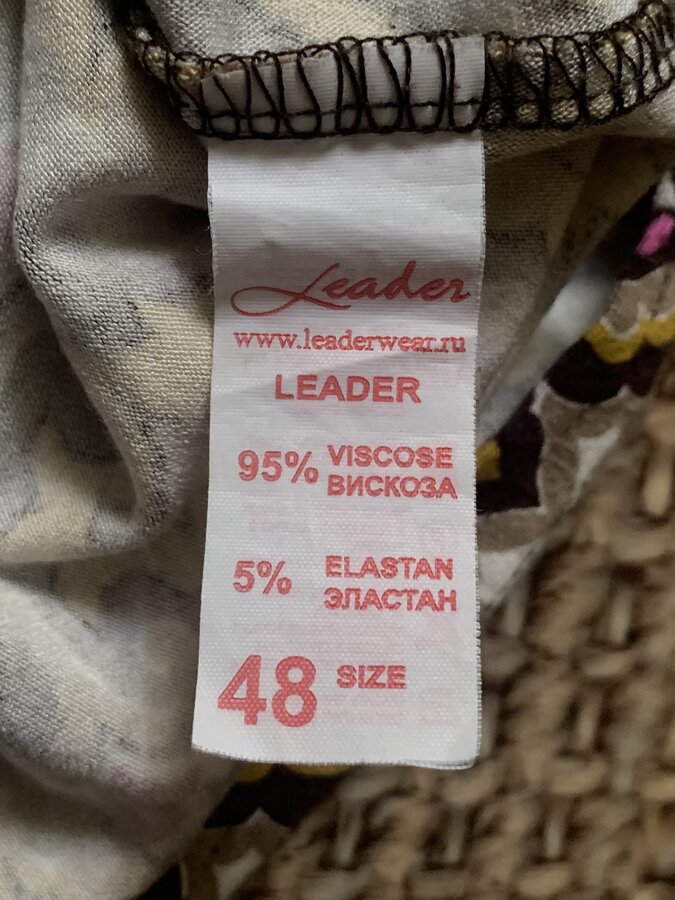 Leader
www.leaderwear.ru
LEADER
95% VISCOSE
ВИСКОЗА
5% ELASTAN
ЭЛАСТАН
48 SIZE